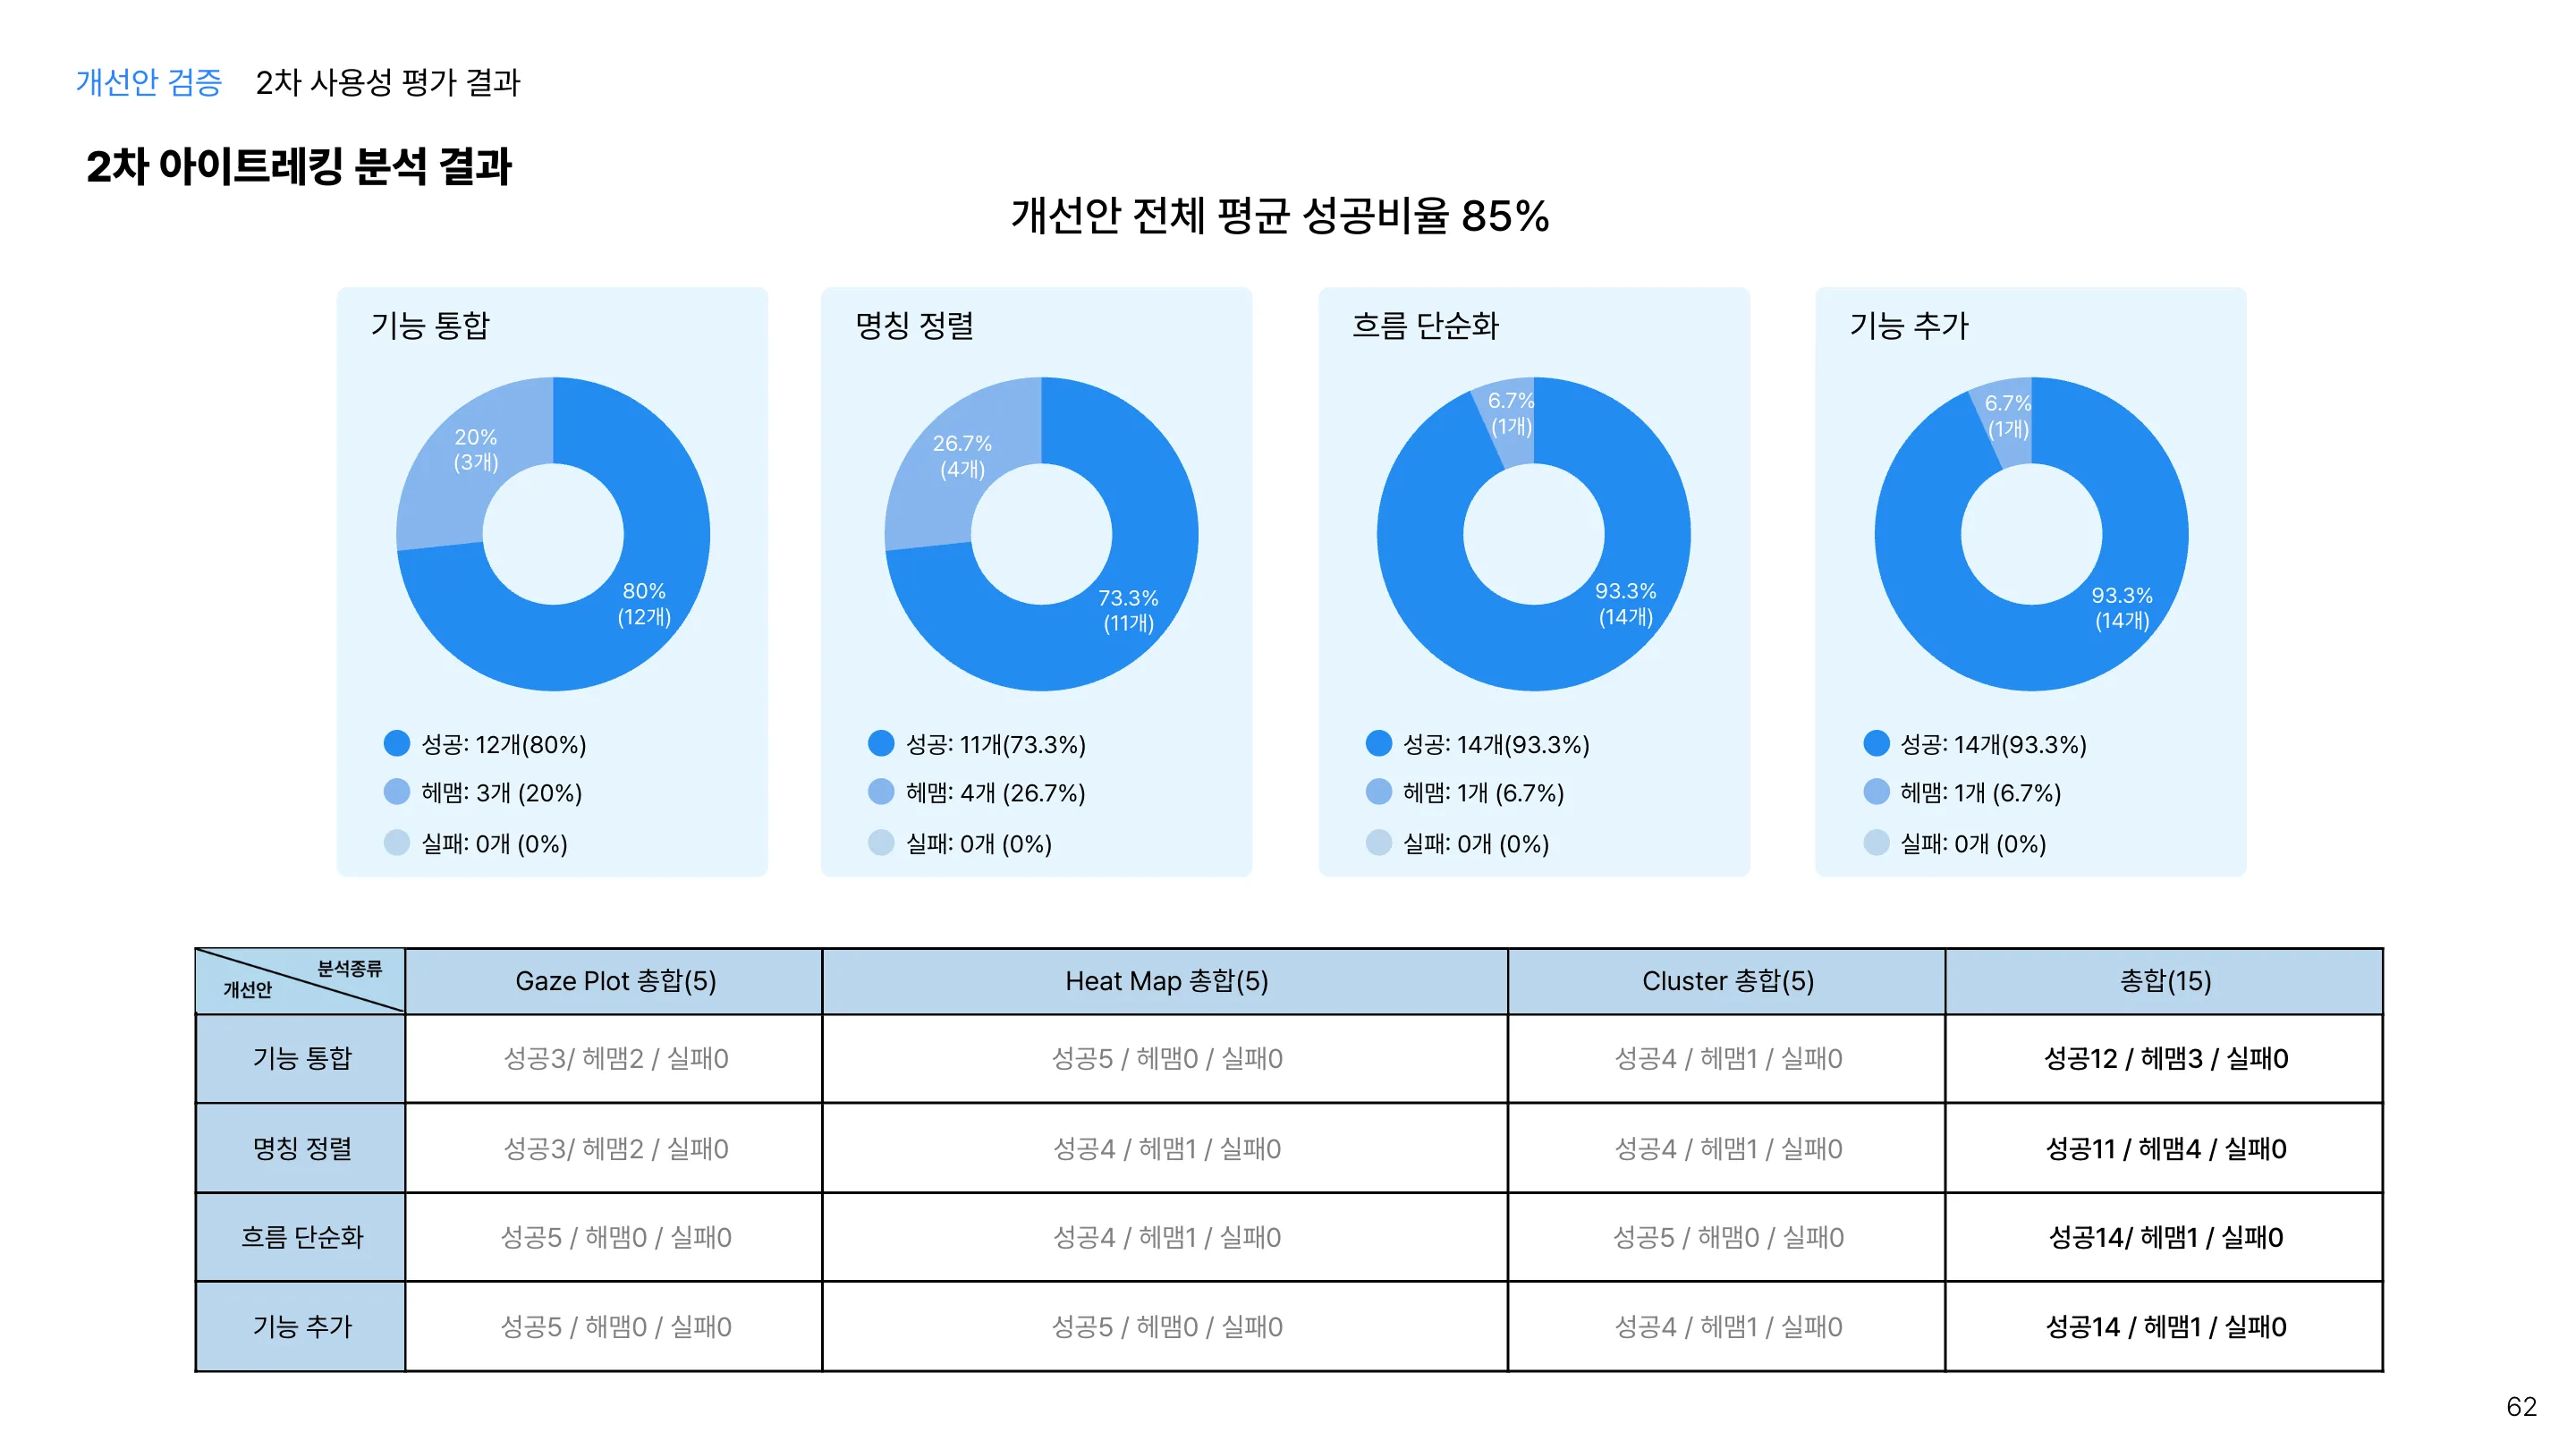 개선안 검증 2차 사용성 평가 결과
2차 아이트레킹 분석 결과
개선안 전체 평균 성공비율 85%
기능 통합
20%
(3개)
80%
(12개)
성공: 12개(80%)
헤맴: 3개 (20%)
실패: 0개 (0%)
명칭 정렬
26.7%
(4개)
73.3%
(11개)
성공: 11개(73.3%)
헤맴: 4개 (26.7%)
실패: 0개 (0%)
흐름 단순화
6.7%
(1개)
93.3%
(14개)
성공: 14개(93.3%)
헤맴: 1개 (6.7%)
실패: 0개 (0%)
기능 추가
6.7%
(1개)
93.3%
(14개)
성공: 14개(93.3%)
헤맴: 1개 (6.7%)
실패: 0개 (0%)
분석종류
개선안
Gaze Plot 총합(5) Heat Map 총합(5) Cluster 총합(5) 총합(15)
기능 통합 성공3/ 헤맴2 / 실패0 성공5 / 헤맴0 / 실패0 성공4 / 헤맴1 / 실패0 성공12 / 헤맴3 / 실패0
명칭 정렬 성공3/ 헤맴2 / 실패0 성공4 / 헤맴1 / 실패0 성공4 / 헤맴1 / 실패0 성공11 / 헤맴4 / 실패0
흐름 단순화 성공5 / 해맴0 / 실패0 성공4 / 헤맴1 / 실패0 성공5 / 해맴0 / 실패0 성공14/ 헤맴1 / 실패0
기능 추가 성공5 / 해맴0 / 실패0 성공5 / 헤맴0 / 실패0 성공4 / 헤맴1 / 실패0 성공14 / 헤맴1 / 실패0
62